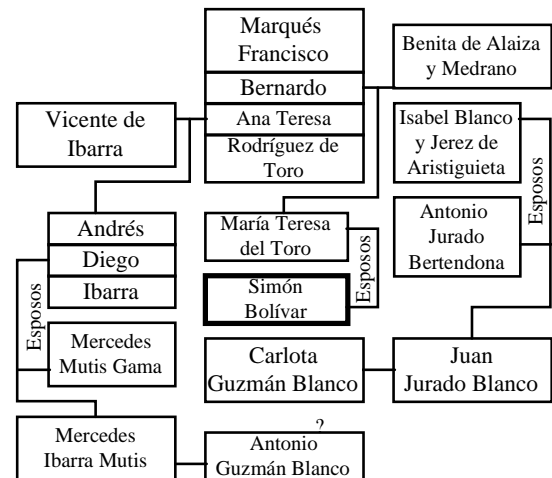 Marqués
Francisco
Bernardo
Ana Teresa
Rodríguez de
Toro
Benita de Alaiza
y Medrano
Vicente de
Ibarra
Isabel Blanco
y Jerez de
Aristiguieta
Esposos
Antonio
Jurado
Bertendona
Andrés
Diego
Ibarra
María Teresa
del Toro
Simón
Bolívar
Esposos
Esposos
Mercedes
Mutis Gama
Carlota
Guzmán Blanco
Juan
Jurado Blanco
Mercedes
Ibarra Mutis
?
Antonio
Guzmán Blanco